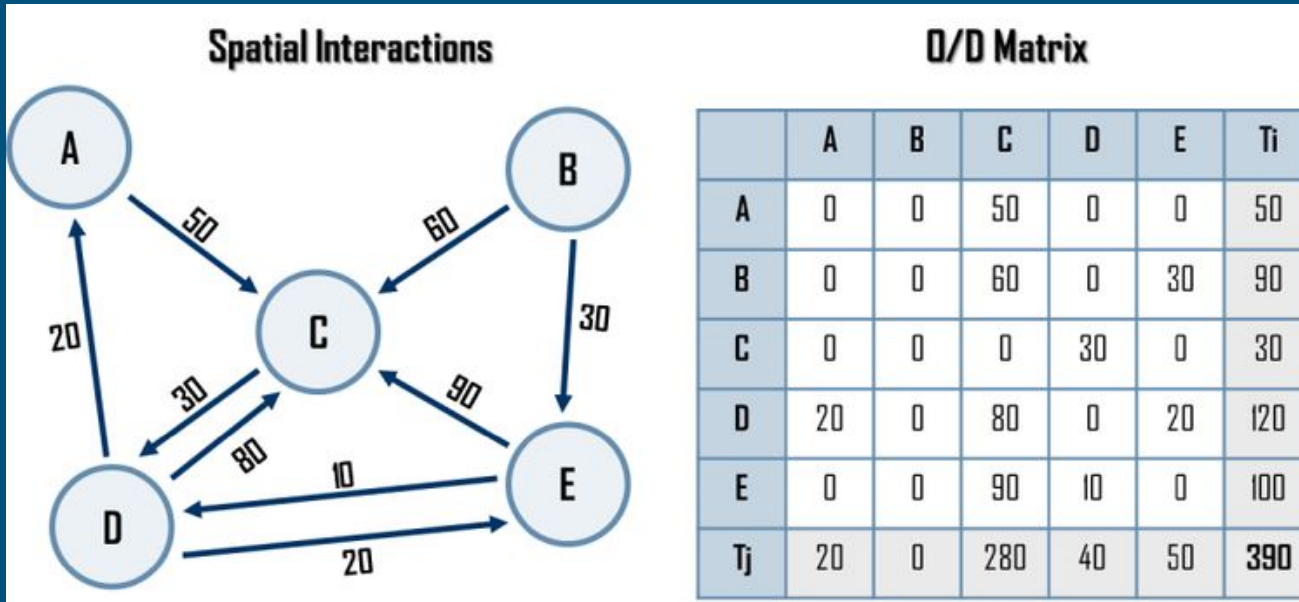 Spatial Interactions
A
B
50
60
C
20
30
30
80
90
10
D
E
20
O/D Matrix
A B C D E Ti
A 0 0 50 0 0 50
B 0 0 60 0 30 90
C 0 0 0 30 0 30
D 20 0 80 0 20 120
E 0 0 90 10 0 100
Tj 20 0 280 40 50 390